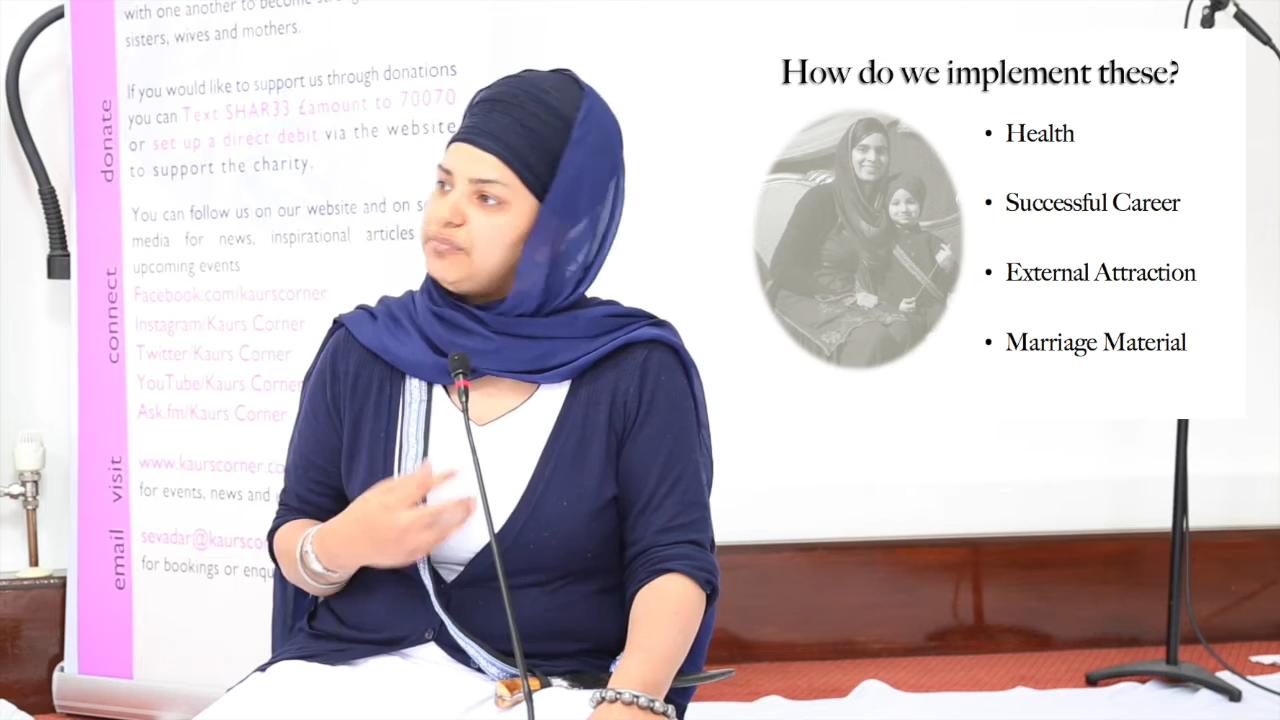 with one another to become
sisters, wives and mothers.
If you would like to support us through donations
you can Text SHAR33 £amount to 70070
or set up a direct debit via the website
to support the charity.
You can follow us on our website and on
media for news, inspirational articles
upcoming events
Facebook.com/kaurscorner
Instagram/Kaurs Corner
Twitter/Kaurs Corner
YouTube/Kaurs Corner
Ask.fm/Kaurs Corner
www.kaurscorner.co
for events, news and
sevadar@kaurscor
for bookings or enqu
donate
connect
visit
email
How do we implement these?
• Health
• Successful Career
• External Attraction
• Marriage Material